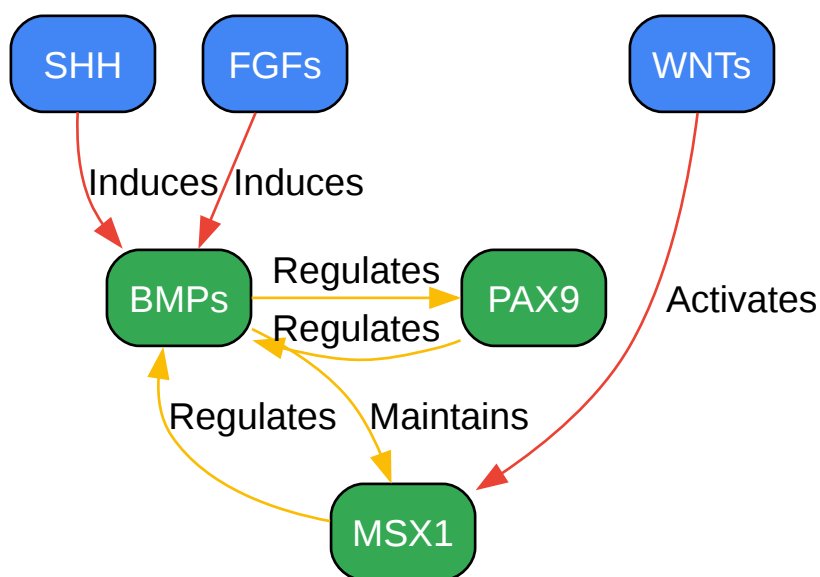 SHH
FGFs
WNTs
Induces
Induces
BMPs
Regulates
PAX9
Regulates
Activates
Regulates
Maintains
MSX1